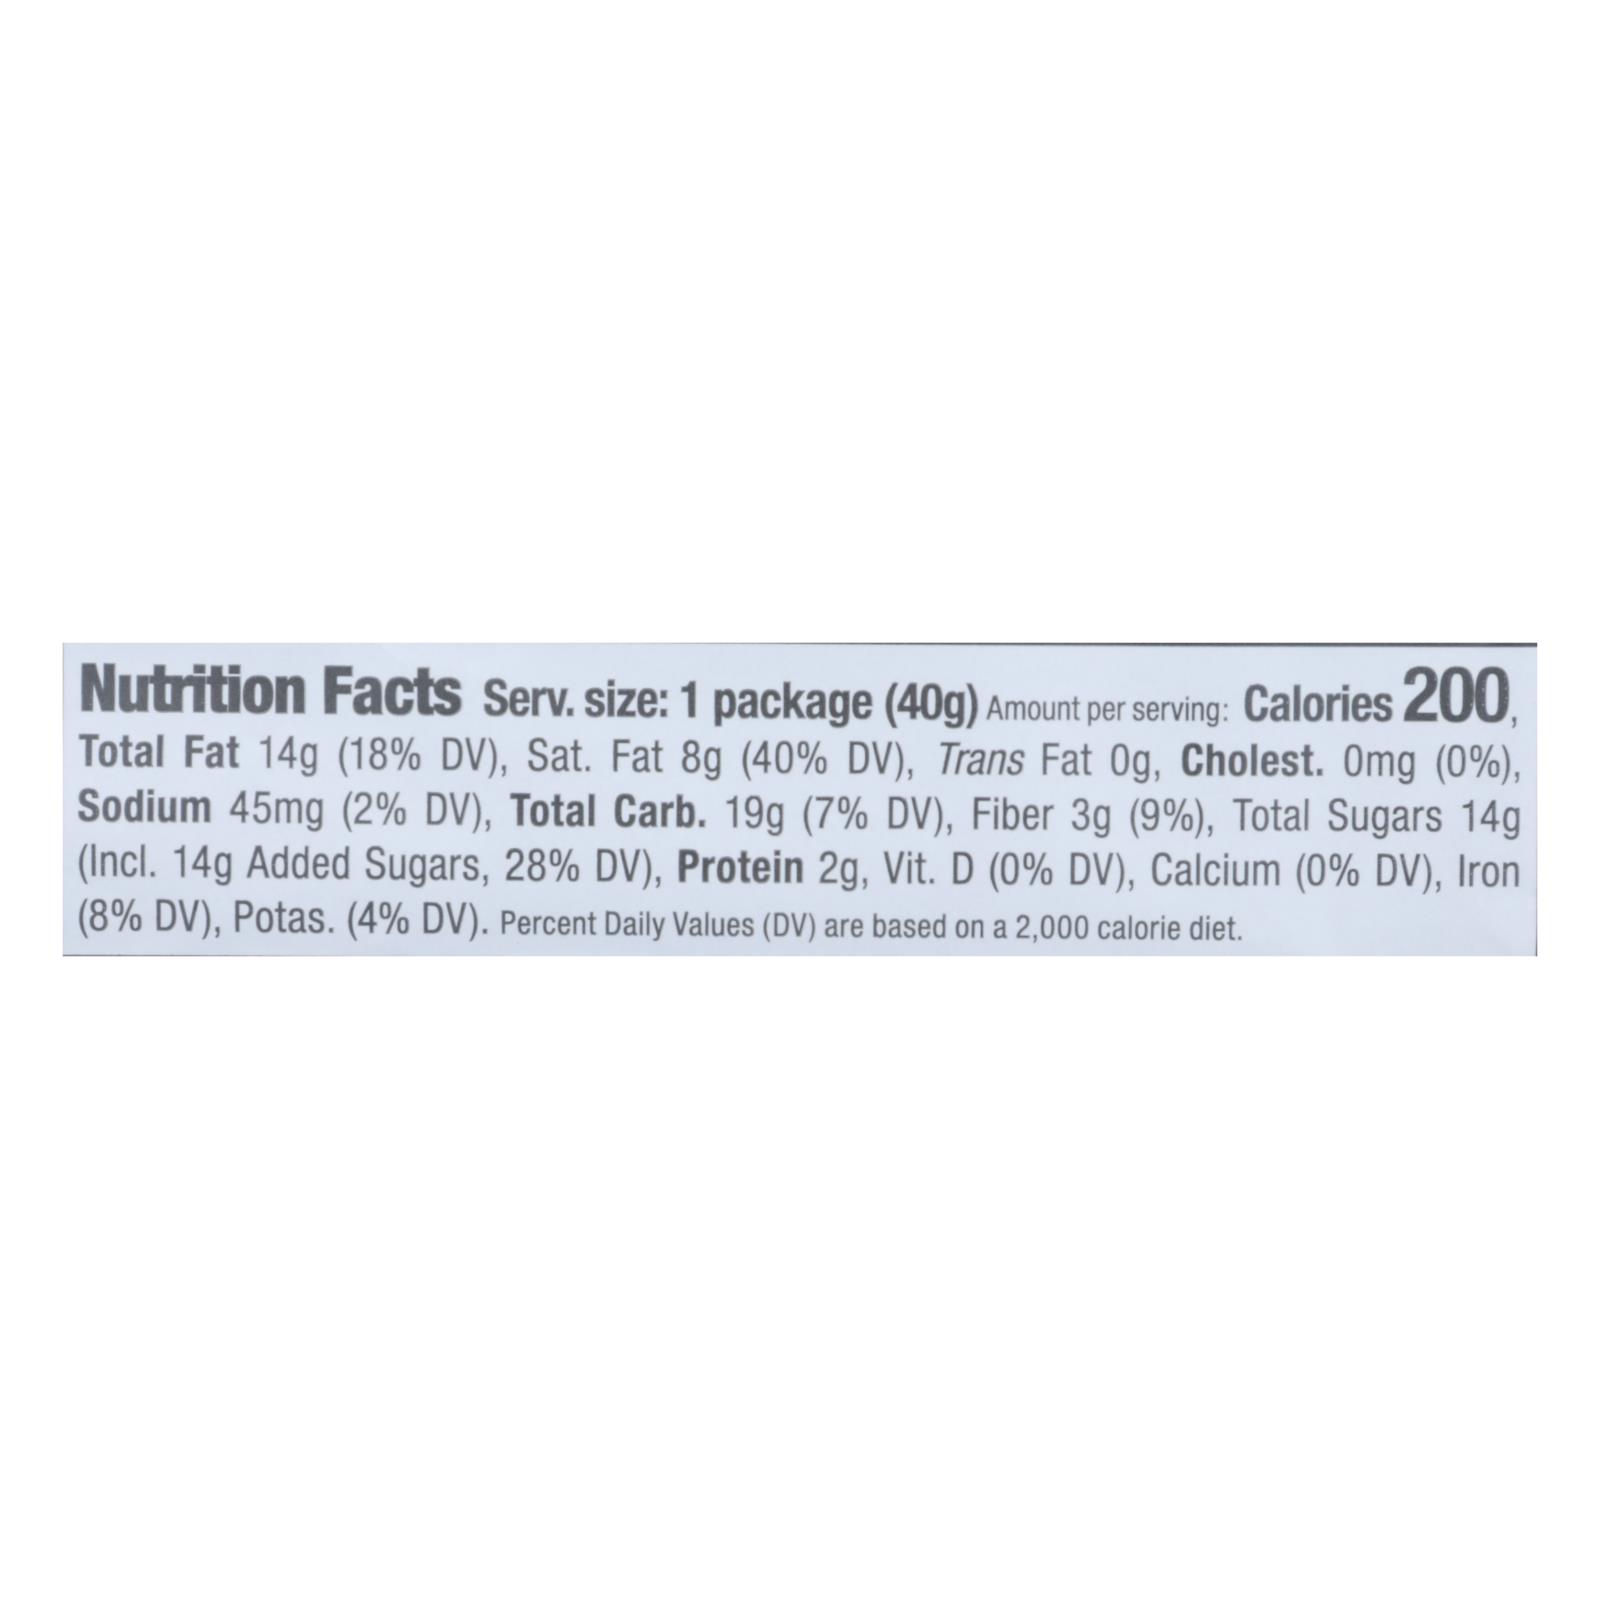 Nutrition Facts Serv. size: 1 package (40g) Amount per serving: Calories 200,
Total Fat 14g (18% DV), Sat. Fat 8g (40% DV), Trans Fat 0g, Cholest. 0mg (0%),
Sodium 45mg (2% DV), Total Carb. 19g (7% DV), Fiber 3g (9%), Total Sugars 14g
(Incl. 14g Added Sugars, 28% DV), Protein 2g, Vit. D (0% DV), Calcium (0% DV), Iron
(8% DV), Potas. (4% DV). Percent Daily Values (DV) are based on a 2,000 calorie diet.